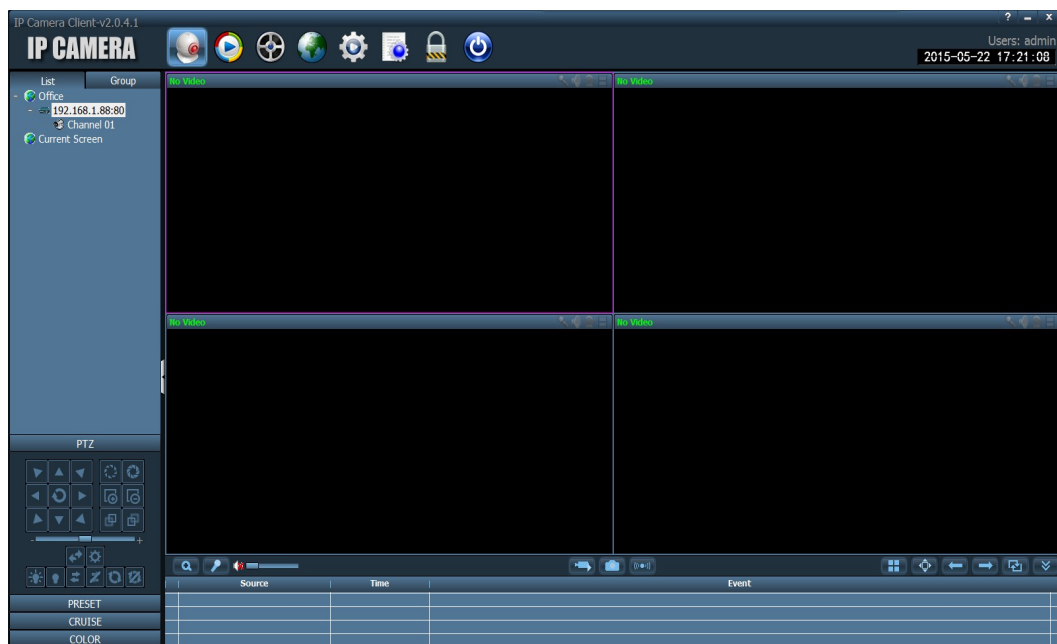 IP Camera Client-v2.0.4.1
? – x
IP CAMERA
Users: admin
2015-05-22 17:21:08
List Group
Office
192.168.1.88:80
Channel 01
Current Screen
No Video
No Video
No Video
No Video
PTZ
- +
Source Time Event
PRESET
CRUISE
COLOR